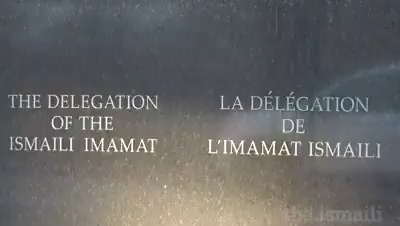 THE DELEGATION
OF THE
ISMAILI IMAMAT
LA DÉLÉGATION
DE
L'IMAMAT ISMAILI
the.ismaili